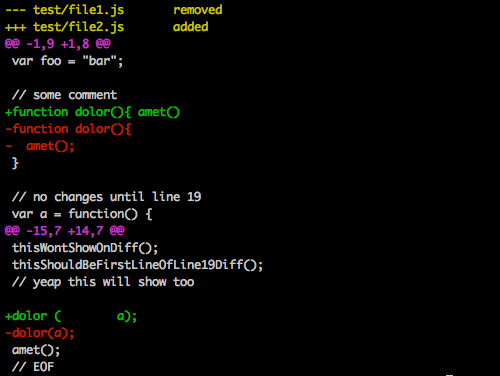 --- test/file1.js       removed
+++ test/file2.js       added
@@ -1,9 +1,8 @@
 var foo = "bar";

 // some comment
+function dolor(){ amet()
-function dolor(){
-  amet();
 }

 // no changes until line 19
 var a = function() {
@@ -15,7 +14,7 @@
 thisWontShowOnDiff();
 thisShouldBeFirstLineOfLine19Diff();
 // yeap this will show too

+dolor (        a);
-dolor(a);
 amet();
 // EOF